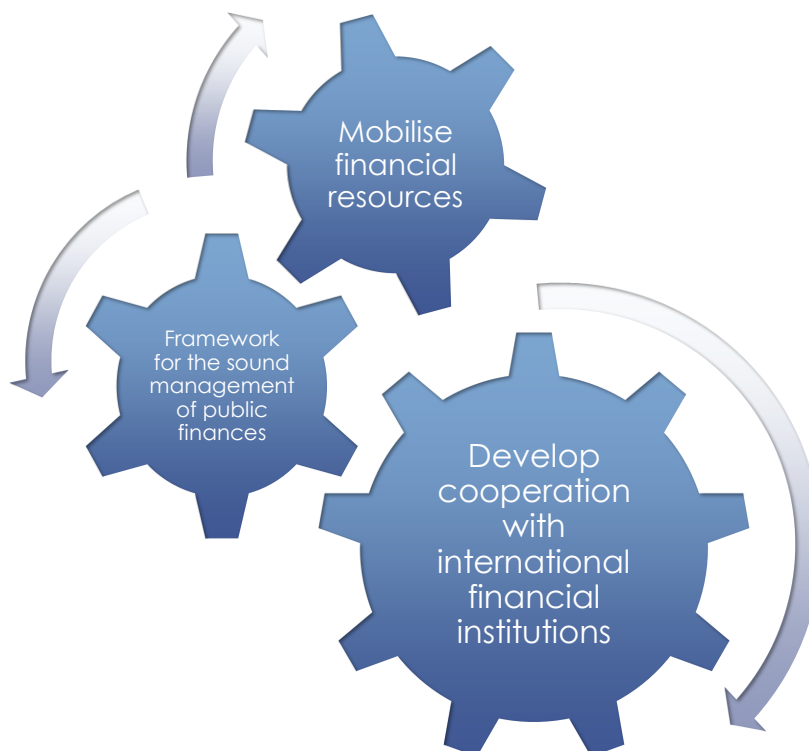 Mobilise
financial
resources
Framework
for the sound
management
of public
finances
Develop
cooperation
with
international
financial
institutions